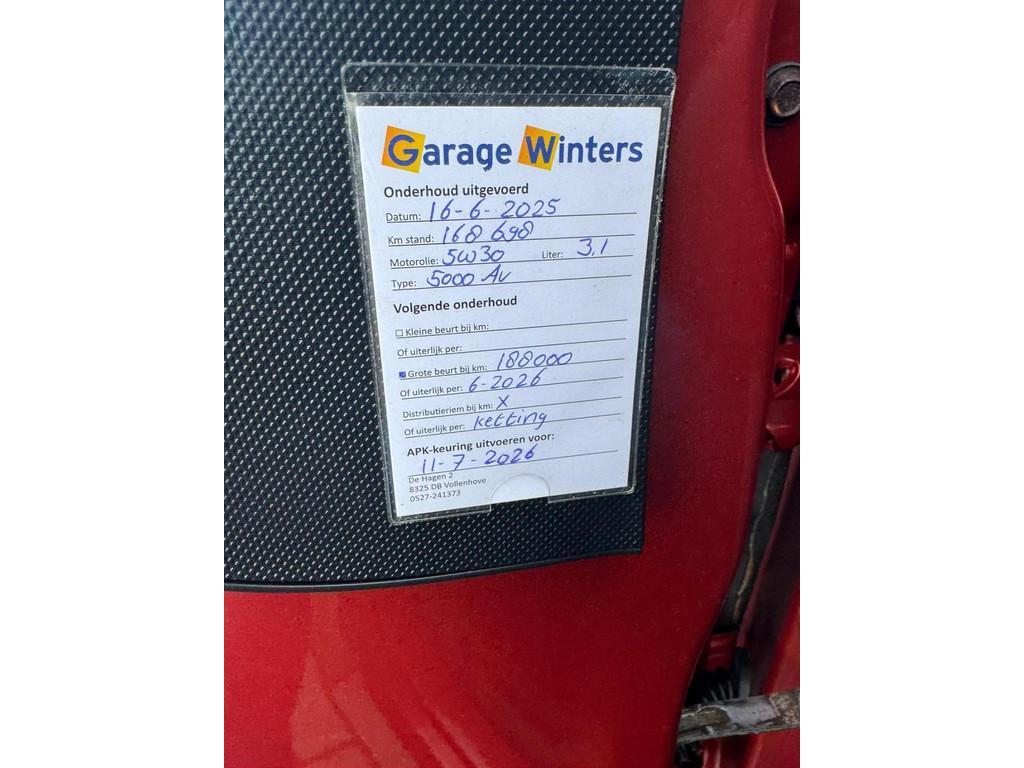 Garage Winters
Onderhoud uitgevoerd
Datum: 16-6-2025
Km stand: 168698
Motorolie: 5W30 Liter: 3,1
Type: 5000 AV
Volgende onderhoud
Kleine beurt bij km:
Of uiterlijk per:
Grote beurt bij km: 188000
Of uiterlijk per: 6-2026
Distributieriem bij km: X
Of uiterlijk per: ketting
APK-keuring uitvoeren voor:
11-7-2026
De Hagen 2
8325 DB Vollenhove
0527-241373